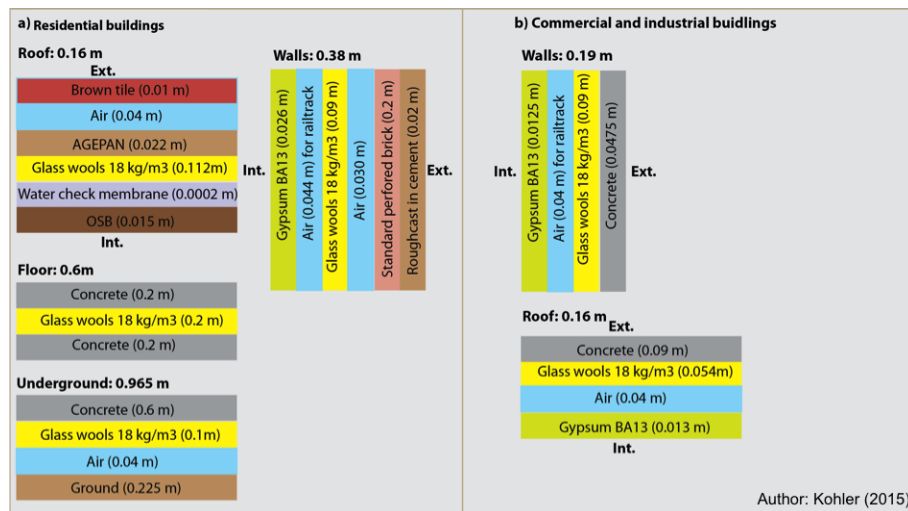 a) Residential buildings
Roof: 0.16 m
Ext.
Brown tile (0.01 m)
Air (0.04 m)
AGEPAN (0.022 m)
Glass wools 18 kg/m3 (0.112m)
Water check membrane (0.0002 m)
OSB (0.015 m)
Int.
Floor: 0.6m
Concrete (0.2 m)
Glass wools 18 kg/m3 (0.2 m)
Concrete (0.2 m)
Underground: 0.965 m
Concrete (0.6 m)
Glass wools 18 kg/m3 (0.1m)
Air (0.04 m)
Ground (0.225 m)
Walls: 0.38 m
Int.
Gypsum BA13 (0.026 m)
Air (0.044 m) for railtrack
Glass wools 18 kg/m3 (0.09 m)
Air (0.030 m)
Standard perfored brick (0.2 m)
Roughcast in cement (0.02 m)
Ext.
b) Commercial and industrial buidlings
Walls: 0.19 m
Int.
Gypsum BA13 (0.0125 m)
Air (0.04 m) for railtrack
Glass wools 18 kg/m3 (0.09 m)
Concrete (0.0475 m)
Ext.
Roof: 0.16 m
Ext.
Concrete (0.09 m)
Glass wools 18 kg/m3 (0.054m)
Air (0.04 m)
Gypsum BA13 (0.013 m)
Int.
Author: Kohler (2015)